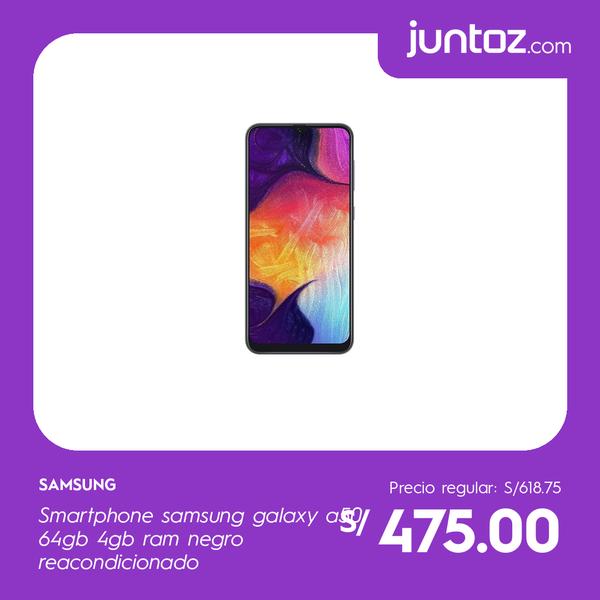 juntoz.com
SAMSUNG
Smartphone samsung galaxy a50
64gb 4gb ram negro
reacondicionado
Precio regular: S/618.75
S/ 475.00